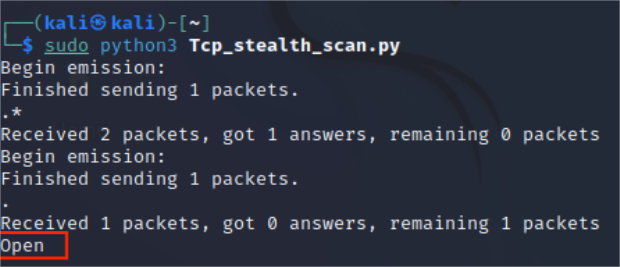 ┌──(kali㉿kali)-[~]
└─$ sudo python3 Tcp_stealth_scan.py
Begin emission:
Finished sending 1 packets.
.*
Received 2 packets, got 1 answers, remaining 0 packets
Begin emission:
Finished sending 1 packets.
.
Received 1 packets, got 0 answers, remaining 1 packets
Open